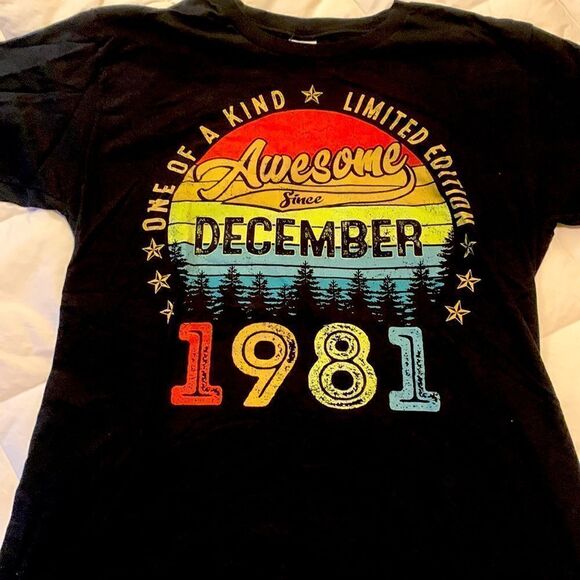 ONE OF A KIND ★ LIMITED EDITION
Awesome
Since
DECEMBER
1981